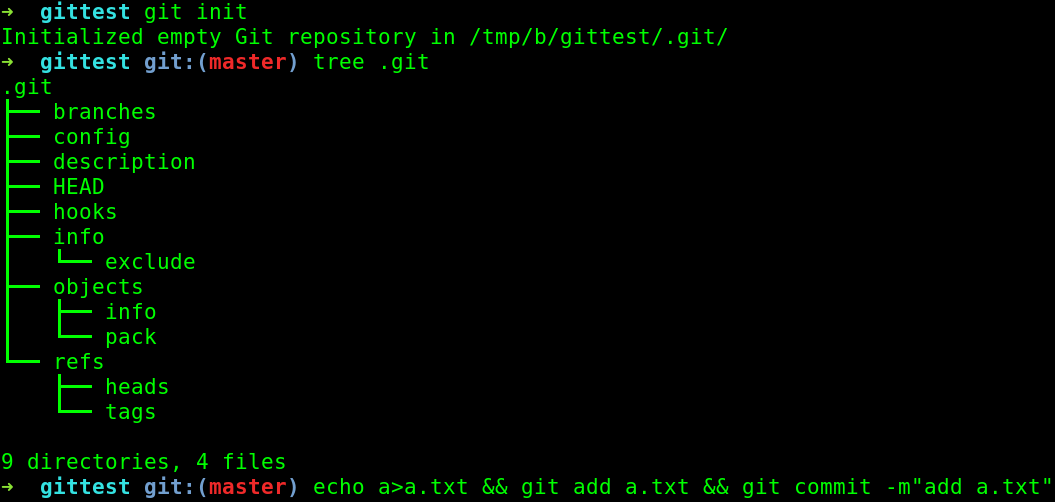 ➜  gittest git init
Initialized empty Git repository in /tmp/b/gittest/.git/
➜  gittest git:(master) tree .git
.git
├── branches
├── config
├── description
├── HEAD
├── hooks
├── info
│   └── exclude
├── objects
│   ├── info
│   └── pack
└── refs
    ├── heads
    └── tags
9 directories, 4 files
➜  gittest git:(master) echo a>a.txt && git add a.txt && git commit -m"add a.txt"